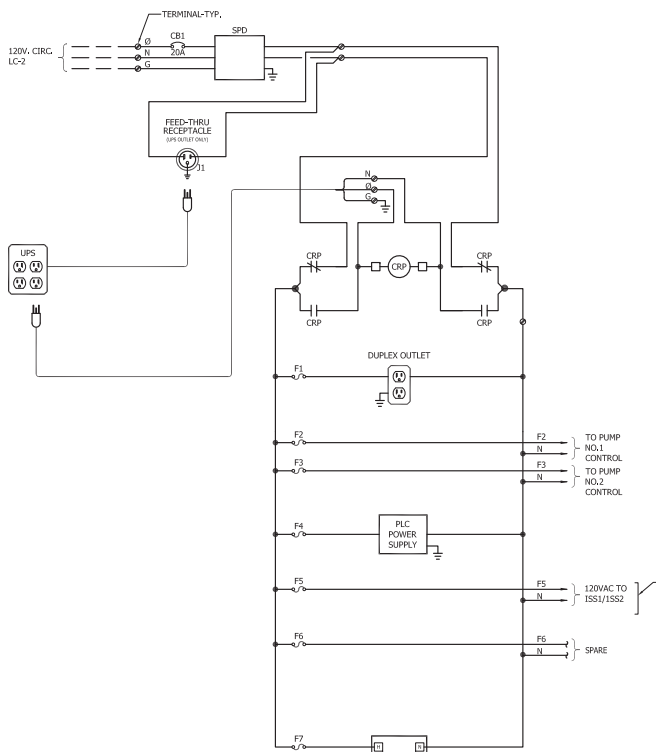 TERMINAL-TYP.
120V. CIRC.
LC-2
Ø
N
G
CB1
20A
SPD
FEED-THRU
RECEPTACLE
(UPS OUTLET ONLY)
J1
N
Ø
G
UPS
CRP
CRP
CRP
CRP
CRP
F1
DUPLEX OUTLET
F2
F2
N
TO PUMP
NO.1
CONTROL
F3
F3
N
TO PUMP
NO.2
CONTROL
F4
PLC
POWER
SUPPLY
F5
F5
N
120VAC TO
ISS1/1SS2
F6
F6
N
SPARE
F7
H
N